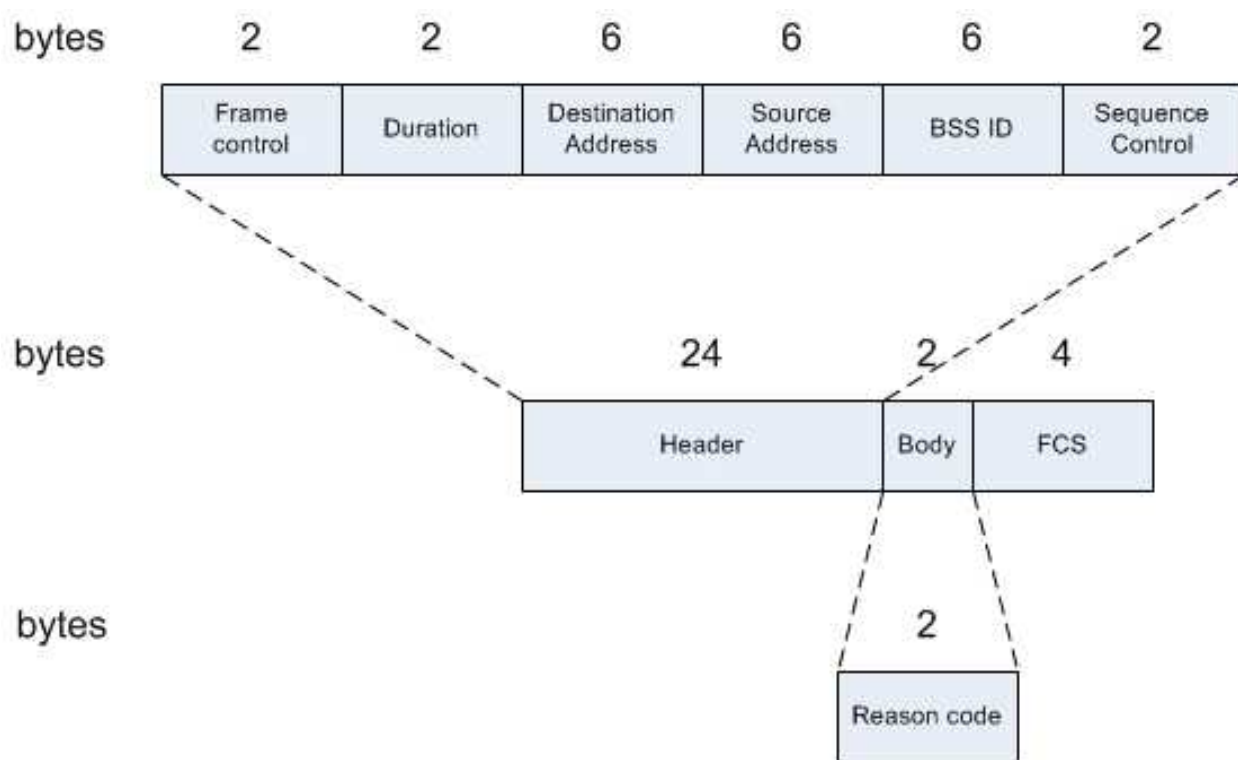 bytes 2 2 6 6 6 2
Frame control
Duration
Destination Address
Source Address
BSS ID
Sequence Control
bytes 24 2 4
Header
Body
FCS
bytes 2
Reason code